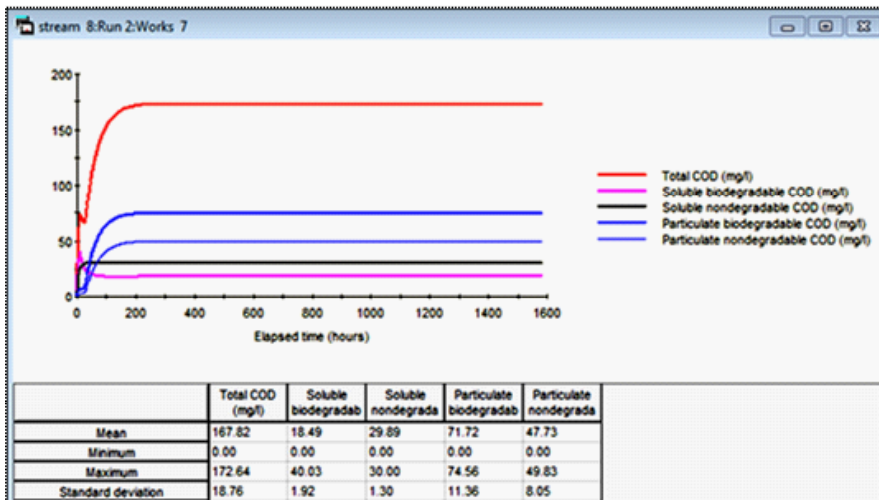 stream 8:Run 2:Works 7
200
150
100
50
0
0 200 400 600 800 1000 1200 1400 1600
Elapsed time (hours)
Total COD (mg/l)
Soluble biodegradable COD (mg/l)
Soluble nondegradable COD (mg/l)
Particulate biodegradable COD (mg/l)
Particulate nondegradable COD (mg/l)
Total COD Soluble Soluble Particulate Particulate
(mg/l) biodegradab nondegrada biodegradab nondegrada
Mean 167.82 18.49 29.89 71.72 47.73
Minimum 0.00 0.00 0.00 0.00 0.00
Maximum 172.64 40.03 30.00 74.56 49.83
Standard deviation 18.76 1.92 1.30 11.36 8.05